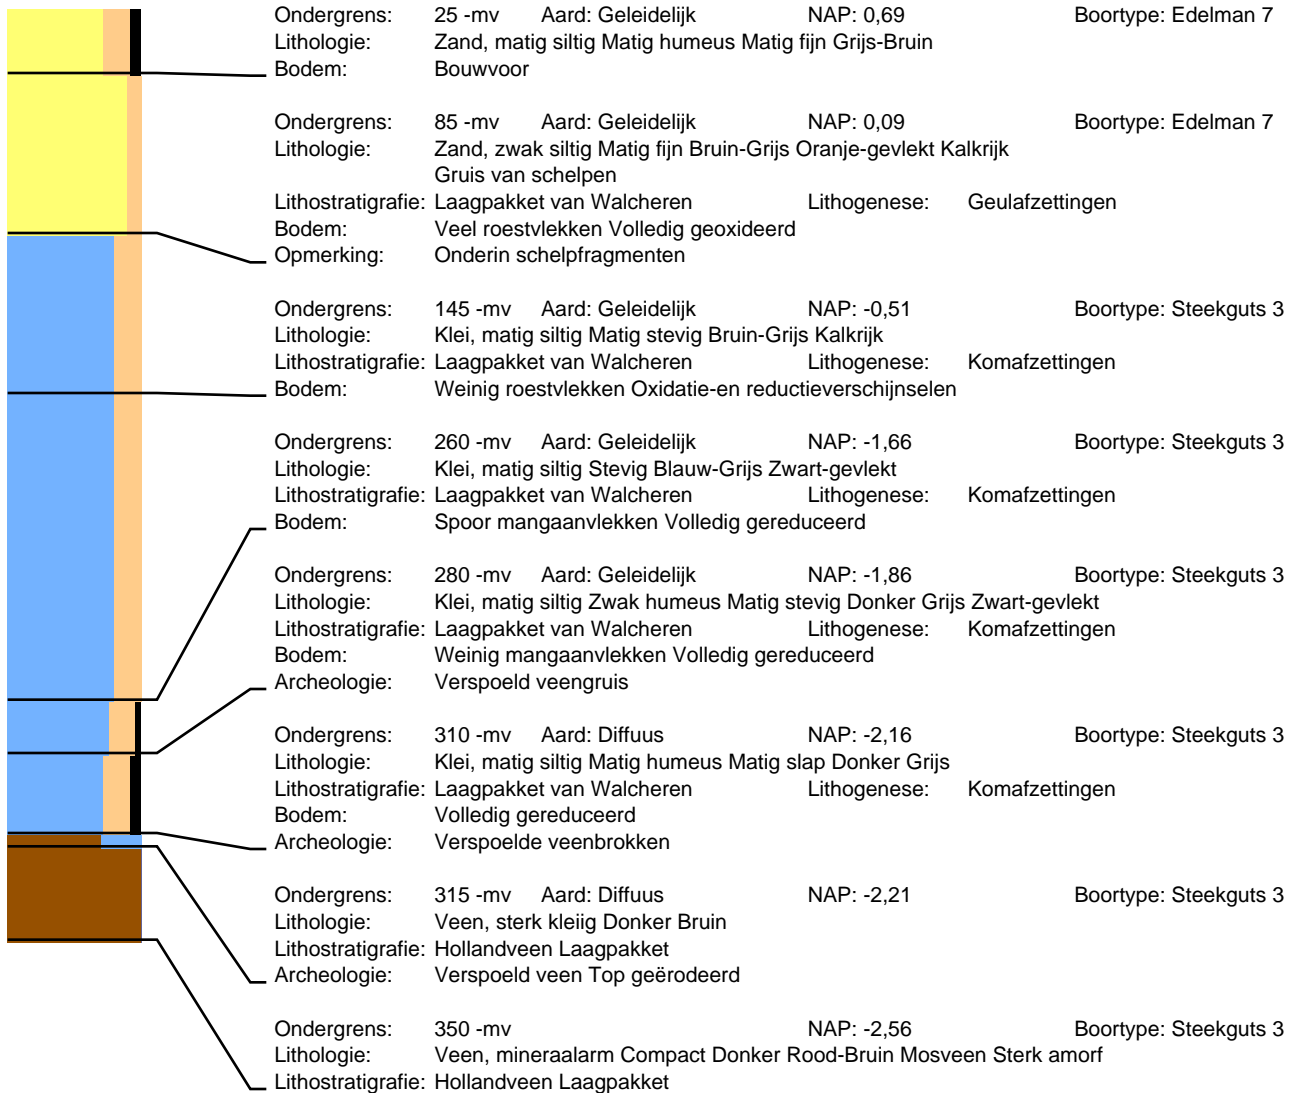 Ondergrens: 25 -mv Aard: Geleidelijk NAP: 0,69 Boortype: Edelman 7
Lithologie: Zand, matig siltig Matig humeus Matig fijn Grijs-Bruin
Bodem: Bouwvoor
Ondergrens: 85 -mv Aard: Geleidelijk NAP: 0,09 Boortype: Edelman 7
Lithologie: Zand, zwak siltig Matig fijn Bruin-Grijs Oranje-gevlekt Kalkrijk
Gruis van schelpen
Lithostratigrafie: Laagpakket van Walcheren Lithogenese: Geulafzettingen
Bodem: Veel roestvlekken Volledig geoxideerd
Opmerking: Onderin schelpfragmenten
Ondergrens: 145 -mv Aard: Geleidelijk NAP: -0,51 Boortype: Steekguts 3
Lithologie: Klei, matig siltig Matig stevig Bruin-Grijs Kalkrijk
Lithostratigrafie: Laagpakket van Walcheren Lithogenese: Komafzettingen
Bodem: Weinig roestvlekken Oxidatie-en reductieverschijnselen
Ondergrens: 260 -mv Aard: Geleidelijk NAP: -1,66 Boortype: Steekguts 3
Lithologie: Klei, matig siltig Stevig Blauw-Grijs Zwart-gevlekt
Lithostratigrafie: Laagpakket van Walcheren Lithogenese: Komafzettingen
Bodem: Spoor mangaanvlekken Volledig gereduceerd
Ondergrens: 280 -mv Aard: Geleidelijk NAP: -1,86 Boortype: Steekguts 3
Lithologie: Klei, matig siltig Zwak humeus Matig stevig Donker Grijs Zwart-gevlekt
Lithostratigrafie: Laagpakket van Walcheren Lithogenese: Komafzettingen
Bodem: Weinig mangaanvlekken Volledig gereduceerd
Archeologie: Verspoeld veengruis
Ondergrens: 310 -mv Aard: Diffuus NAP: -2,16 Boortype: Steekguts 3
Lithologie: Klei, matig siltig Matig humeus Matig slap Donker Grijs
Lithostratigrafie: Laagpakket van Walcheren Lithogenese: Komafzettingen
Bodem: Volledig gereduceerd
Archeologie: Verspoelde veenbrokken
Ondergrens: 315 -mv Aard: Diffuus NAP: -2,21 Boortype: Steekguts 3
Lithologie: Veen, sterk kleiig Donker Bruin
Lithostratigrafie: Hollandveen Laagpakket
Archeologie: Verspoeld veen Top geërodeerd
Ondergrens: 350 -mv NAP: -2,56 Boortype: Steekguts 3
Lithologie: Veen, mineraalarm Compact Donker Rood-Bruin Mosveen Sterk amorf
Lithostratigrafie: Hollandveen Laagpakket